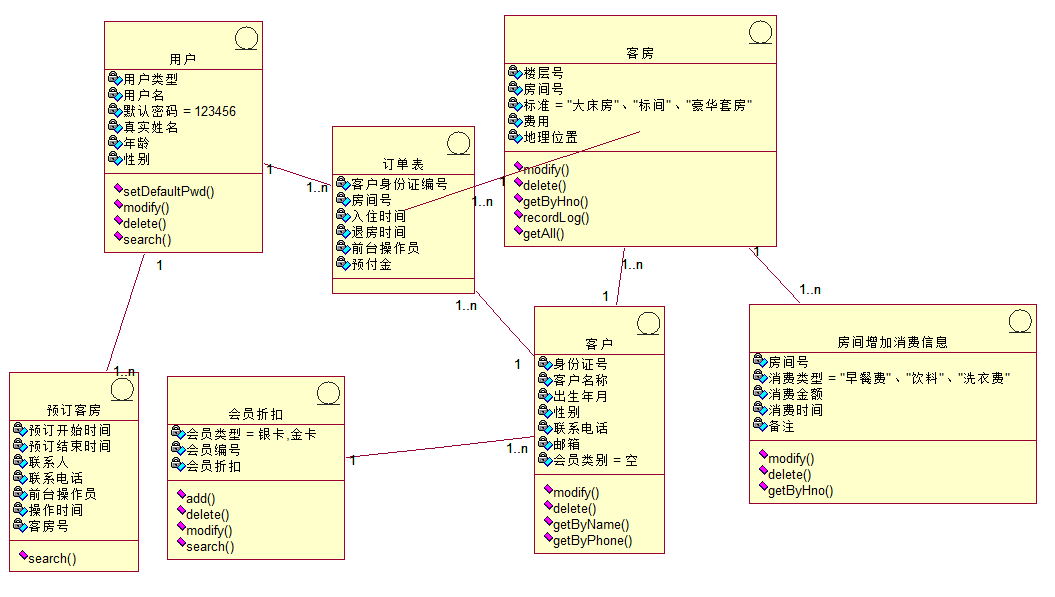 用户
用户类型
用户名
默认密码 = 123456
真实姓名
年龄
性别
setDefaultPwd()
modify()
delete()
search()
1
1..n
1
1..n
订单表
客户身份证编号
房间号
入住时间
退房时间
前台操作员
预付金
1
1..n
1..n
1
客房
楼层号
房间号
标准 = "大床房"、"标间"、"豪华套房"
费用
地理位置
modify()
delete()
getByHno()
recordLog()
getAll()
1..n
1
1
1..n
预订客房
预订开始时间
预订结束时间
联系人
联系电话
前台操作员
操作时间
客房号
search()
会员折扣
会员类型 = 银卡,金卡
会员编号
会员折扣
add()
delete()
modify()
search()
1
1..n
客户
身份证号
客户名称
出生年月
性别
联系电话
邮箱
会员类别 = 空
modify()
delete()
getByName()
getByPhone()
房间增加消费信息
房间号
消费类型 = "早餐费"、"饮料"、"洗衣费"
消费金额
消费时间
备注
modify()
delete()
getByHno()